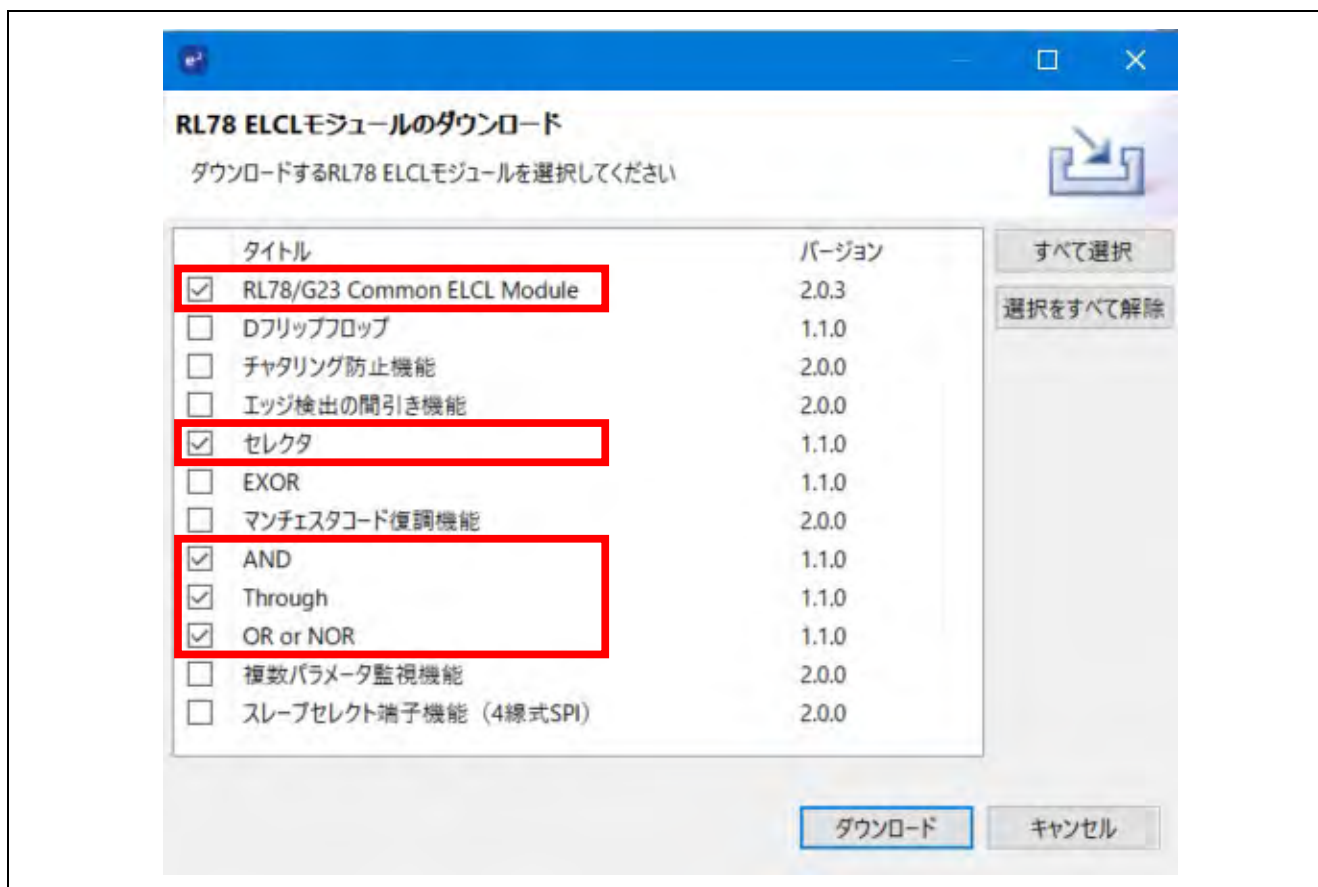 e²
RL78 ELCLモジュールのダウンロード
ダウンロードするRL78 ELCLモジュールを選択してください
タイトル バージョン すべて選択
RL78/G23 Common ELCL Module 2.0.3 選択をすべて解除
Dフリップフロップ 1.1.0
チャタリング防止機能 2.0.0
エッジ検出の間引き機能 2.0.0
セレクタ 1.1.0
EXOR 1.1.0
マンチェスタコード復調機能 2.0.0
AND 1.1.0
Through 1.1.0
OR or NOR 1.1.0
複数パラメータ監視機能 2.0.0
スレーブセレクト端子機能（4線式SPI） 2.0.0
ダウンロード キャンセル